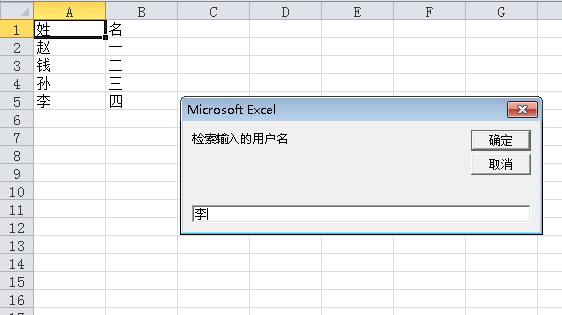 A B C D E F G
1 姓 名
2 赵 一
3 钱 二
4 孙 三
5 李 四
6
Microsoft Excel
7 检索输入的用户名 确定
8 取消
9
10
11 李
12
13
14
15
16
17